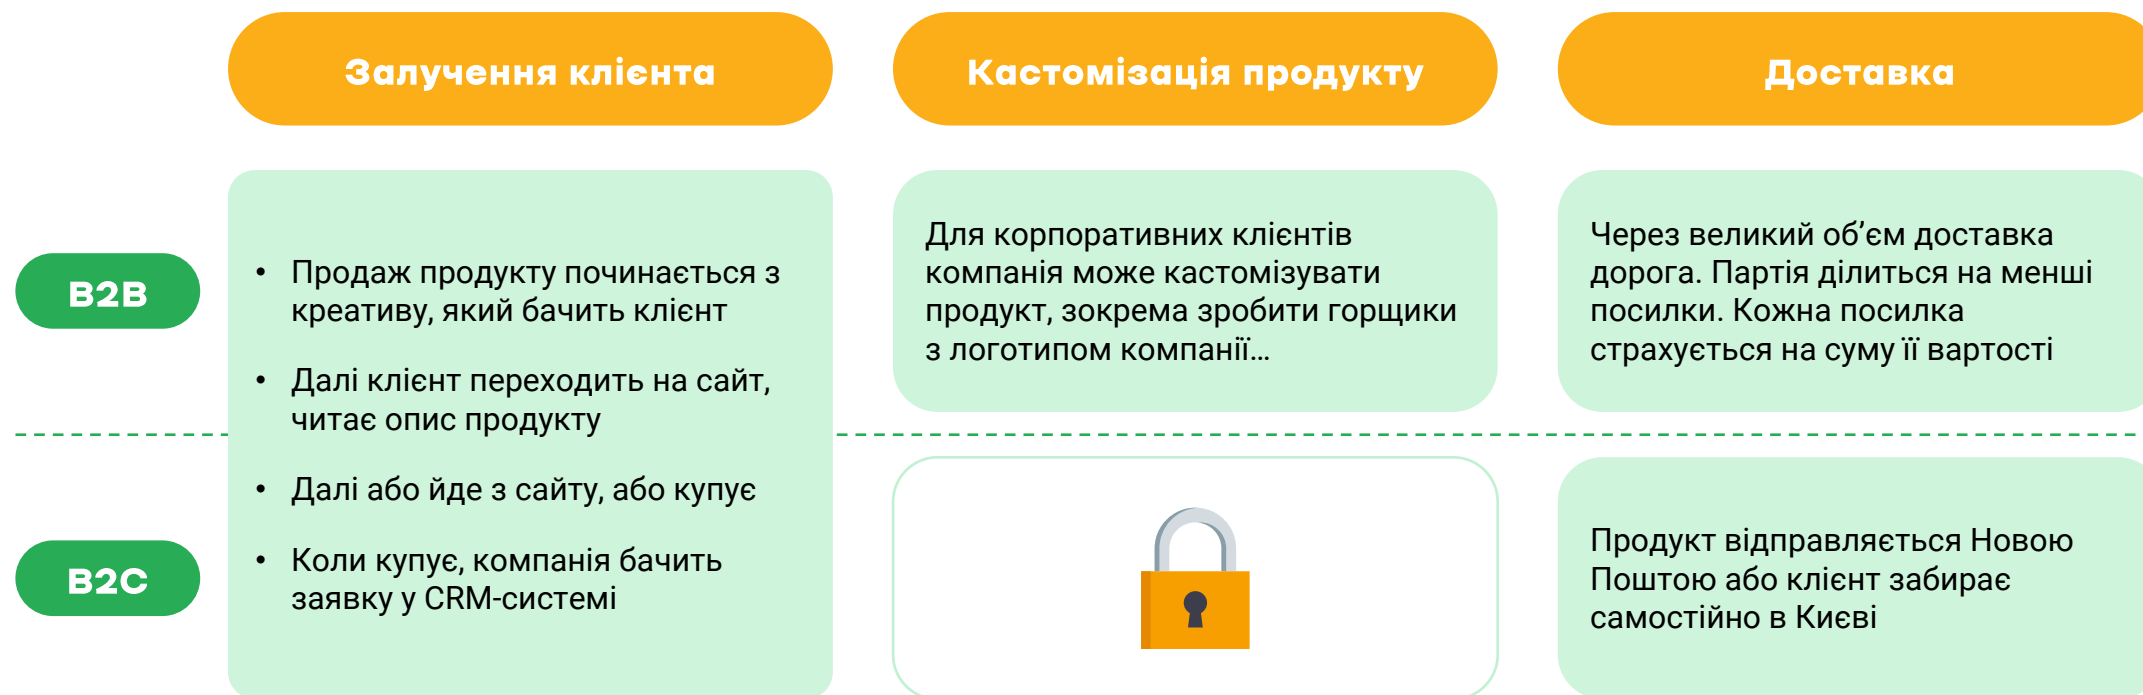 Залучення клієнта
Кастомізація продукту
Доставка
B2B
• Продаж продукту починається з
креативу, який бачить клієнт
• Далі клієнт переходить на сайт,
читає опис продукту
• Далі або йде з сайту, або купує
• Коли купує, компанія бачить
заявку у CRM-системі
Для корпоративних клієнтів
компанія може кастомізувати
продукт, зокрема зробити горщики
з логотипом компанії...
Через великий об’єм доставка
дорога. Партія ділиться на менші
посилки. Кожна посилка
страхується на суму її вартості
B2C
Продукт відправляється Новою
Поштою або клієнт забирає
самостійно в Києві